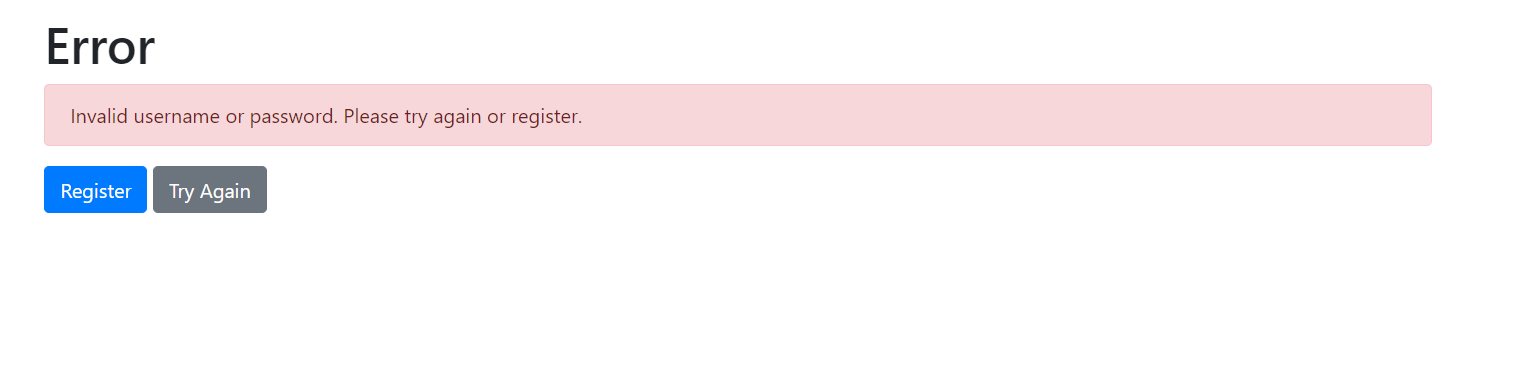 Error
Invalid username or password. Please try again or register.
Register Try Again